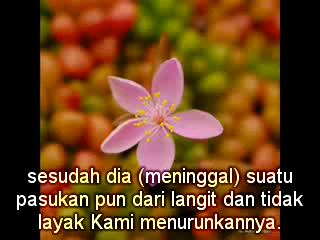 sesudah dia (meninggal) suatu
pasukan pun dari langit dan tidak
layak Kami menurunkannya.